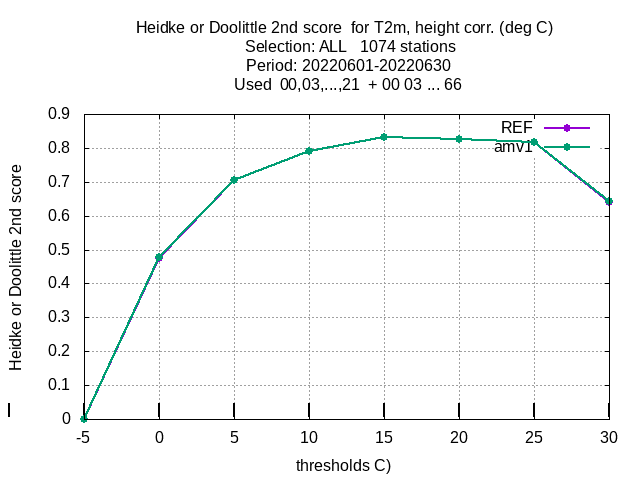 Heidke or Doolittle 2nd score  for T2m, height corr. (deg C)
Selection: ALL   1074 stations
Period: 20220601-20220630
Used  00,03,...,21  + 00 03 ... 66
REF
amv1
0.9
0.8
0.7
0.6
0.5
0.4
0.3
0.2
0.1
0
Heidke or Doolittle 2nd score
-5 0 5 10 15 20 25 30
thresholds C)